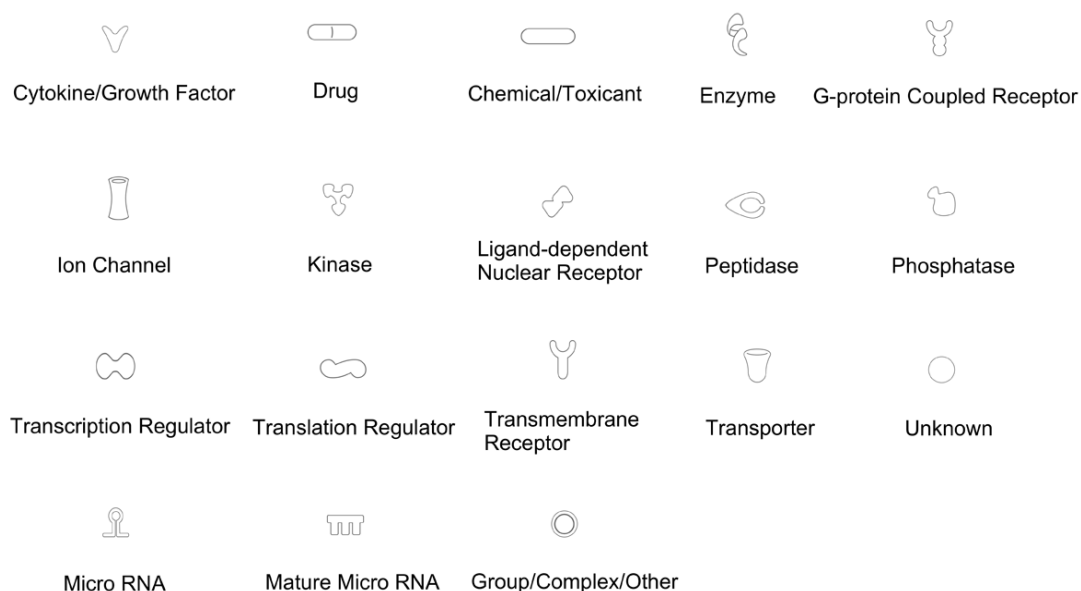 Cytokine/Growth Factor
Drug
Chemical/Toxicant
Enzyme
G-protein Coupled Receptor
Ion Channel
Kinase
Ligand-dependent
Nuclear Receptor
Peptidase
Phosphatase
Transcription Regulator
Translation Regulator
Transmembrane
Receptor
Transporter
Unknown
Micro RNA
Mature Micro RNA
Group/Complex/Other